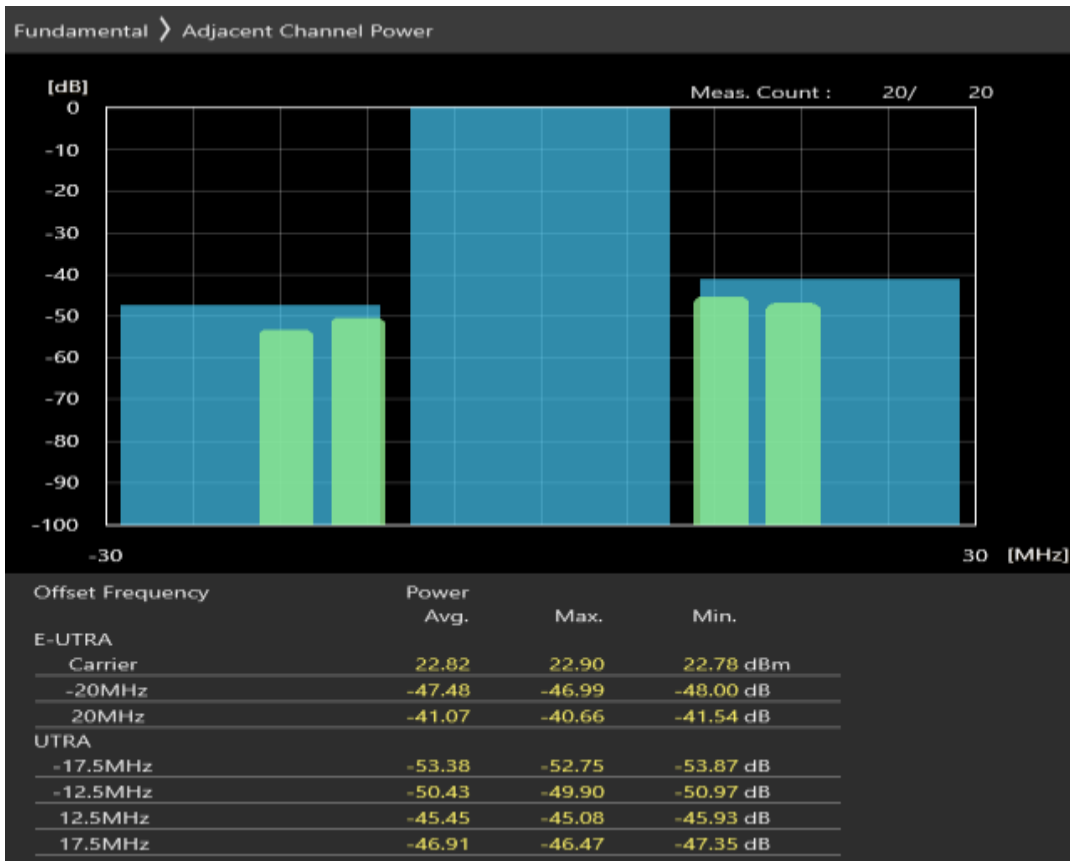 Fundamental 〉 Adjacent Channel Power
[dB]
Meas. Count : 20/ 20
0
-10
-20
-30
-40
-50
-60
-70
-80
-90
-100
-30 30 [MHz]
Offset Frequency Power
Avg. Max. Min.
E-UTRA
Carrier 22.82 22.90 22.78 dBm
-20MHz -47.48 -46.99 -48.00 dB
20MHz -41.07 -40.66 -41.54 dB
UTRA
-17.5MHz -53.38 -52.75 -53.87 dB
-12.5MHz -50.43 -49.90 -50.97 dB
12.5MHz -45.45 -45.08 -45.93 dB
17.5MHz -46.91 -46.47 -47.35 dB